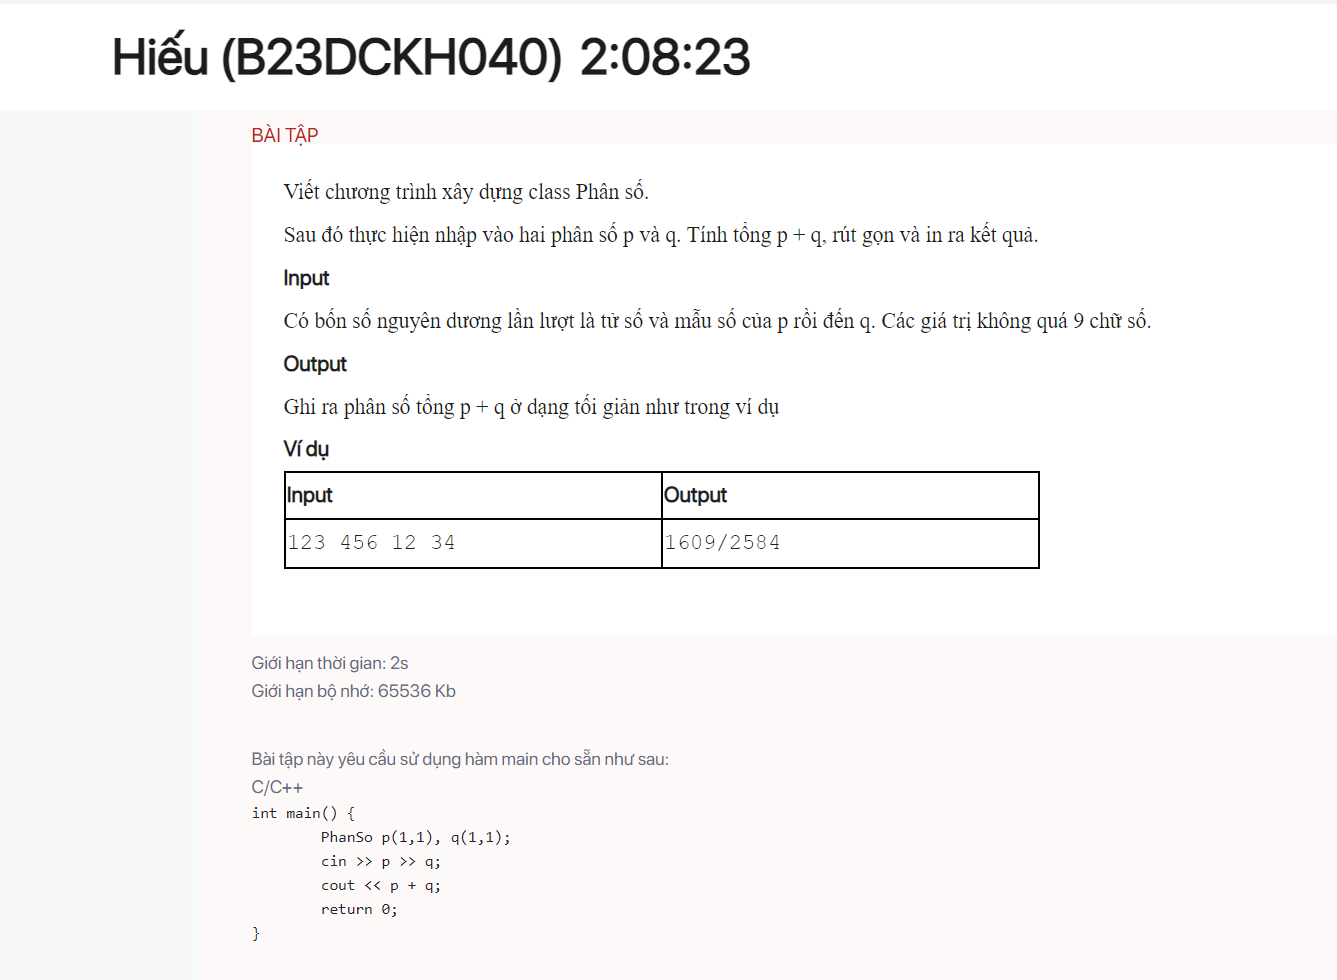 Hiếu (B23DCKH040) 2:08:23
BÀI TẬP
Viết chương trình xây dựng class Phân số.
Sau đó thực hiện nhập vào hai phân số p và q. Tính tổng p + q, rút gọn và in ra kết quả.
Input
Có bốn số nguyên dương lần lượt là tử số và mẫu số của p rồi đến q. Các giá trị không quá 9 chữ số.
Output
Ghi ra phân số tổng p + q ở dạng tối giản như trong ví dụ
Ví dụ
Input Output
123 456 12 34 1609/2584
Giới hạn thời gian: 2s
Giới hạn bộ nhớ: 65536 Kb
Bài tập này yêu cầu sử dụng hàm main cho sẵn như sau:
C/C++
int main() {
PhanSo p(1,1), q(1,1);
cin >> p >> q;
cout << p + q;
return 0;
}